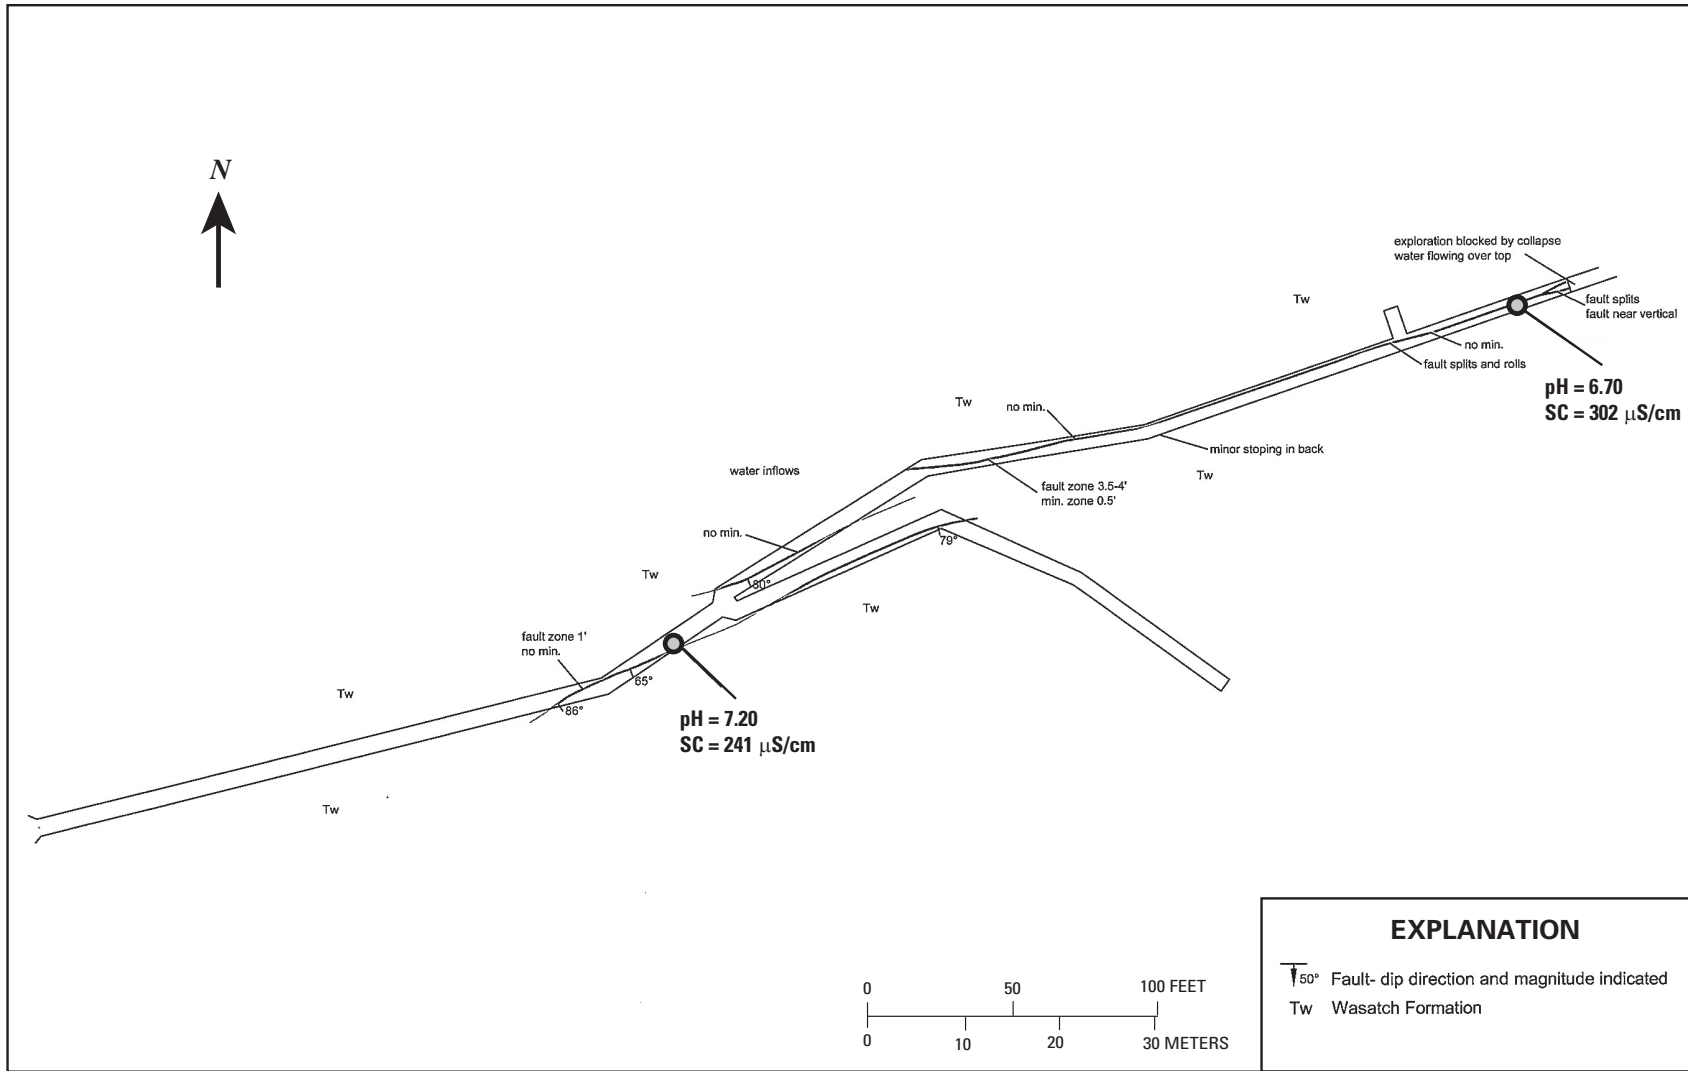 N
exploration blocked by collapse
water flowing over top
Tw
fault splits
fault near vertical
no min.
fault splits and rolls
pH = 6.70
SC = 302 µS/cm
Tw
no min.
minor stoping in back
water inflows
Tw
fault zone 3.5-4'
min. zone 0.5'
no min.
79°
Tw
80°
Tw
fault zone 1'
no min.
65°
Tw
86°
pH = 7.20
SC = 241 µS/cm
Tw
EXPLANATION
50° Fault- dip direction and magnitude indicated
Tw Wasatch Formation
0 50 100 FEET
0 10 20 30 METERS